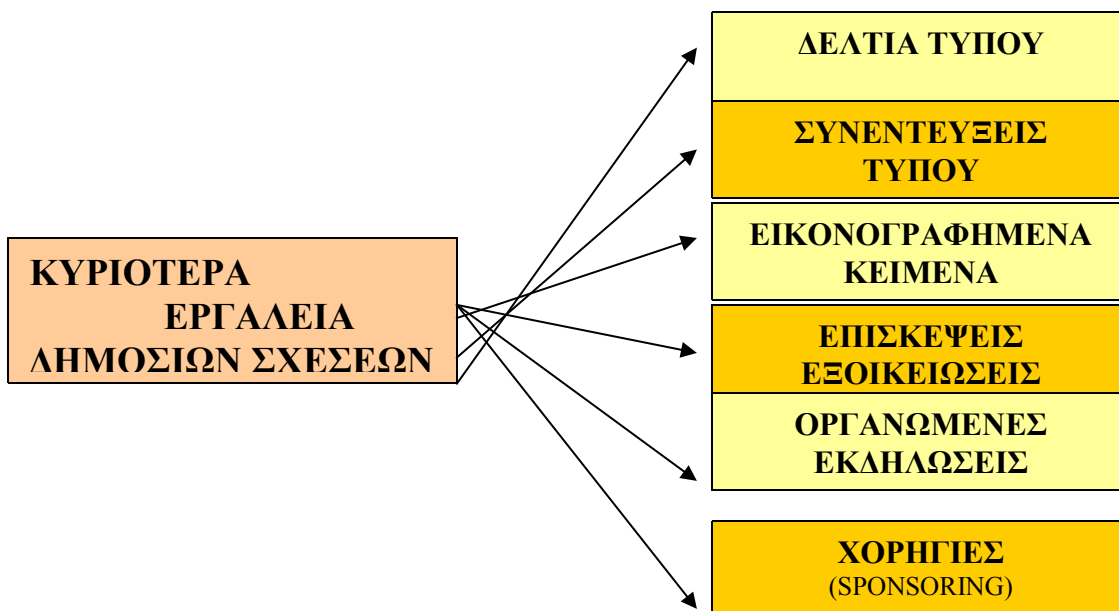 ΚΥΡΙΟΤΕΡΑ
ΕΡΓΑΛΕΙΑ
ΔΗΜΟΣΙΩΝ ΣΧΕΣΕΩΝ
ΔΕΛΤΙΑ ΤΥΠΟΥ
ΣΥΝΕΝΤΕΥΞΕΙΣ
ΤΥΠΟΥ
ΕΙΚΟΝΟΓΡΑΦΗΜΕΝΑ
ΚΕΙΜΕΝΑ
ΕΠΙΣΚΕΨΕΙΣ
ΕΞΟΙΚΕΙΩΣΕΙΣ
ΟΡΓΑΝΩΜΕΝΕΣ
ΕΚΔΗΛΩΣΕΙΣ
ΧΟΡΗΓΙΕΣ
(SPONSORING)